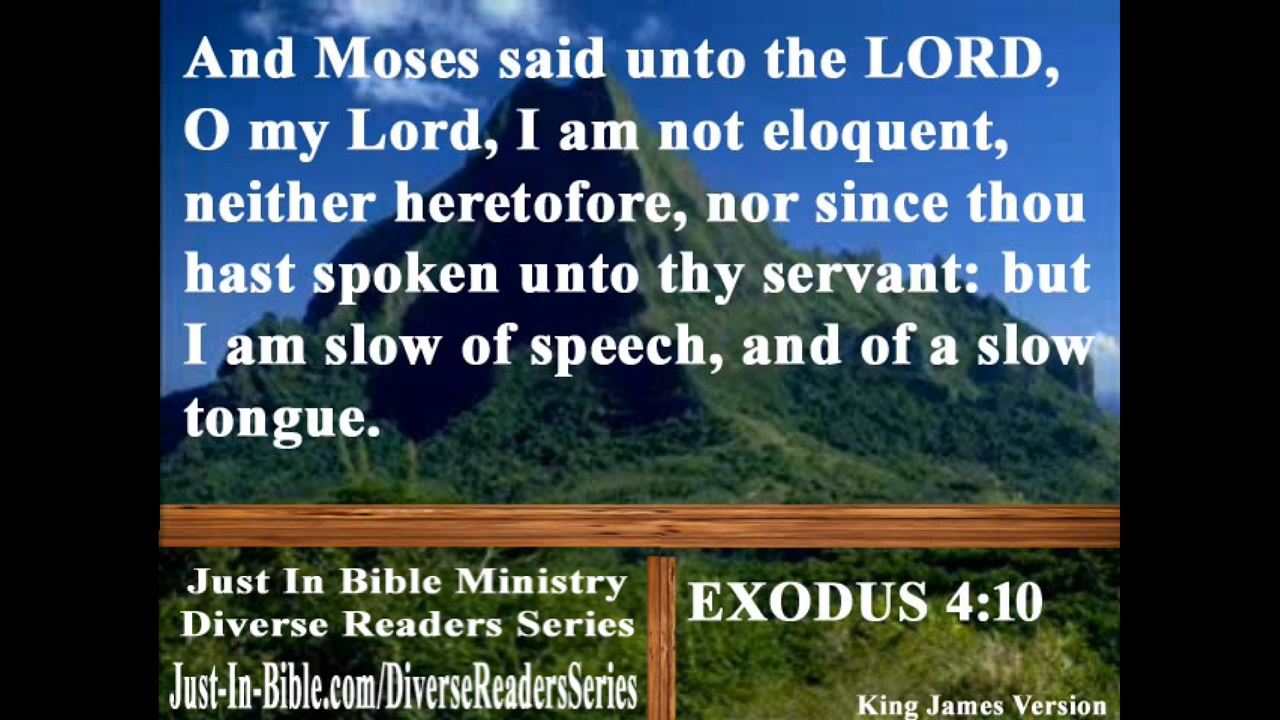 And Moses said unto the LORD,
O my Lord, I am not eloquent,
neither heretofore, nor since thou
hast spoken unto thy servant: but
I am slow of speech, and of a slow
tongue.
Just In Bible Ministry
Diverse Readers Series
Just-In-Bible.com/DiverseReadersSeries
EXODUS 4:10
King James Version